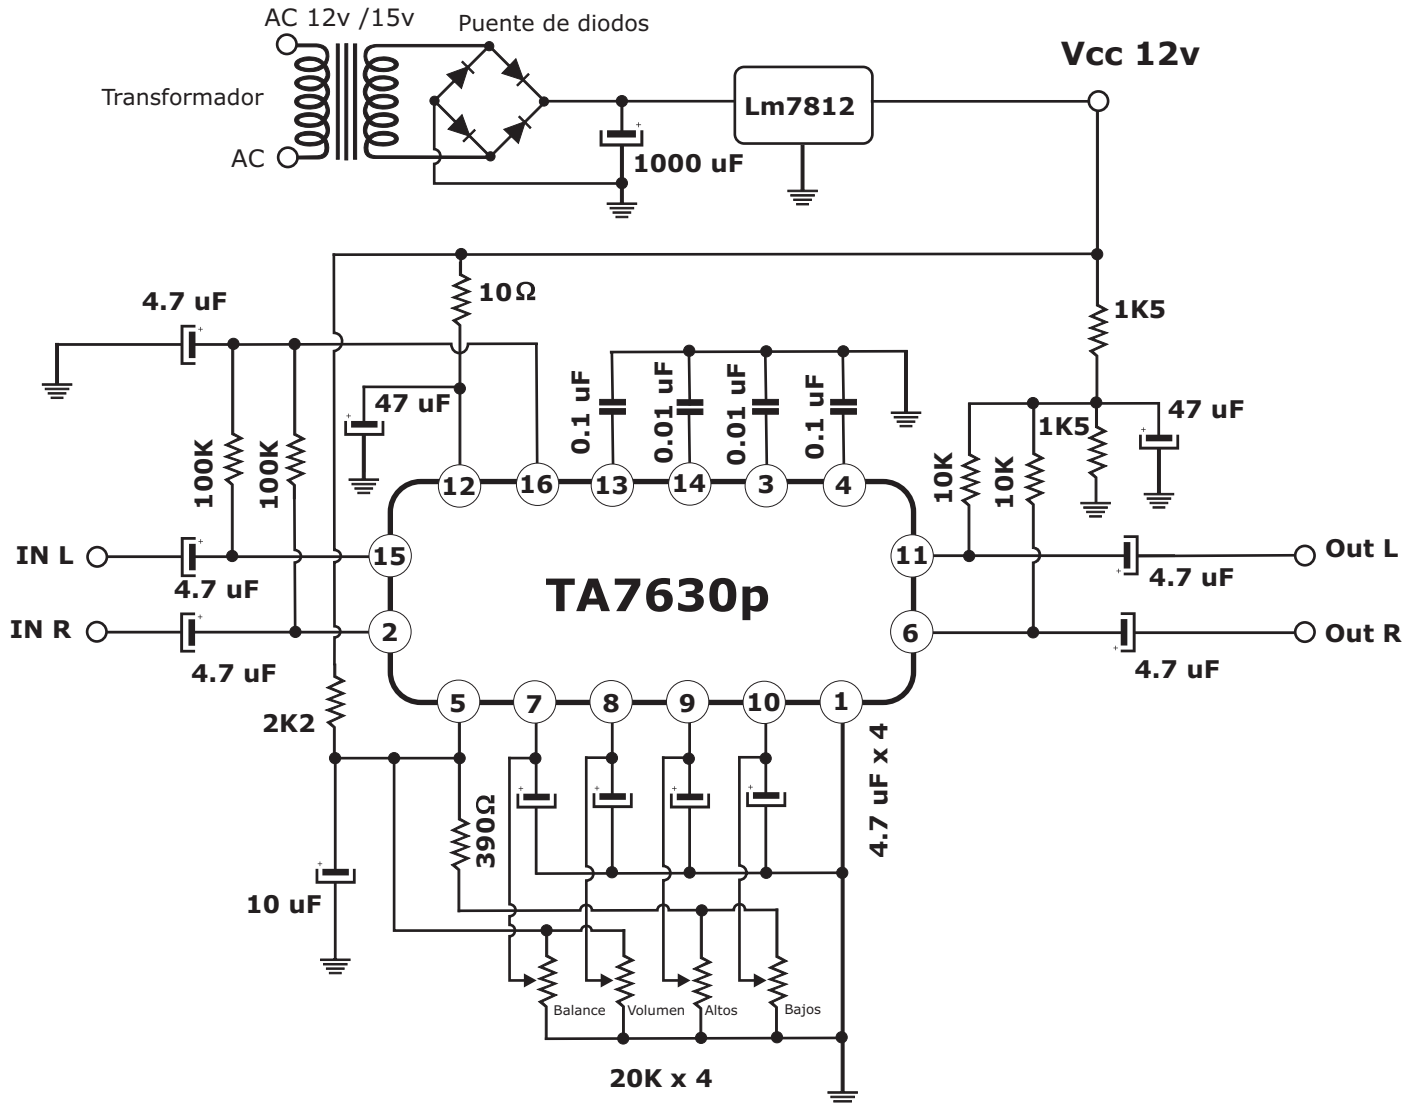 AC 12v /15v
Puente de diodos
Vcc 12v
Transformador
Lm7812
AC
1000 uF
+
10Ω
4.7 uF
+
1K5
47 uF
+
0.1 uF
0.01 uF
0.01 uF
0.1 uF
1K5
47 uF
+
100K
100K
10K
10K
12
16
13
14
3
4
IN L
+
4.7 uF
15
TA7630p
11
+
4.7 uF
Out L
IN R
+
4.7 uF
2
6
+
4.7 uF
Out R
2K2
5
7
8
9
10
1
4.7 uF x 4
390Ω
+
+
+
+
+
10 uF
Balance
Volumen
Altos
Bajos
20K x 4